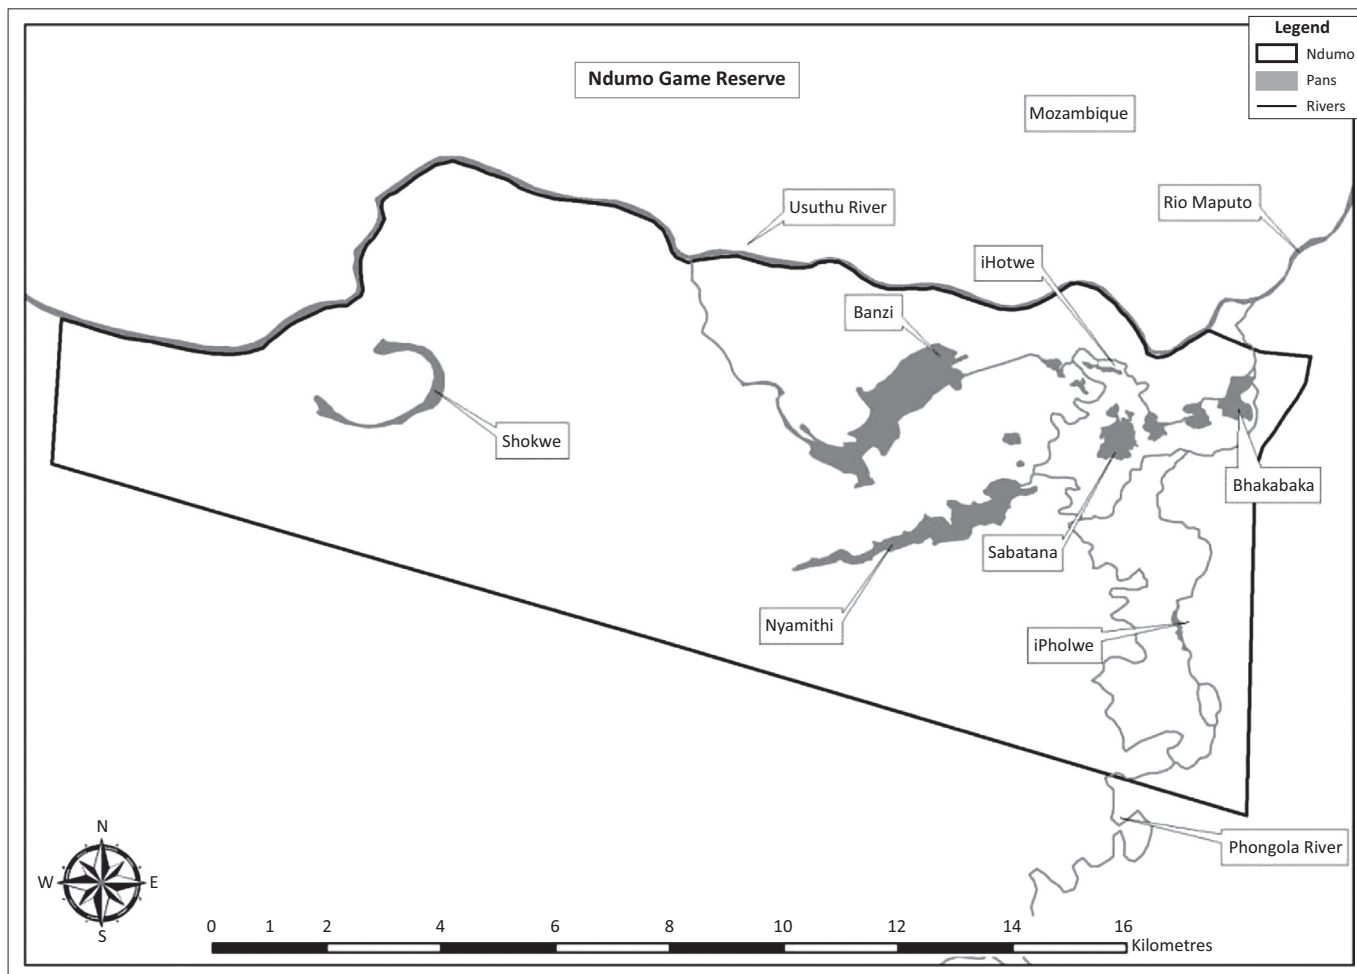 Legend
Ndumo
Pans
Rivers
Ndumo Game Reserve
Mozambique
Usuthu River
Rio Maputo
iHotwe
Banzi
Shokwe
Bhakabaka
Sabatana
Nyamithi
iPholwe
Phongola River
N
W E
S
0 1 2 4 6 8 10 12 14 16
Kilometres